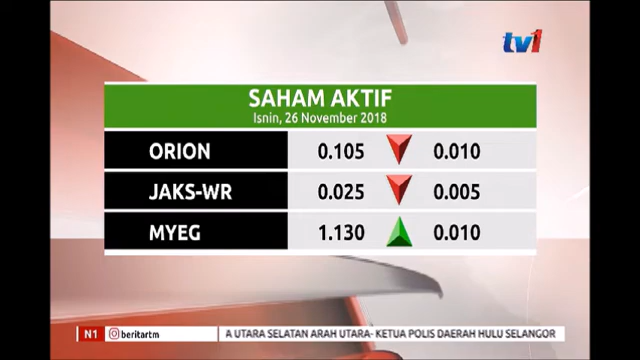 tv1
SAHAM AKTIF
Isnin, 26 November 2018
ORION 0.105 0.010
JAKS-WR 0.025 0.005
MYEG 1.130 0.010
N1 beritartm A UTARA SELATAN ARAH UTARA- KETUA POLIS DAERAH HULU SELANGOR